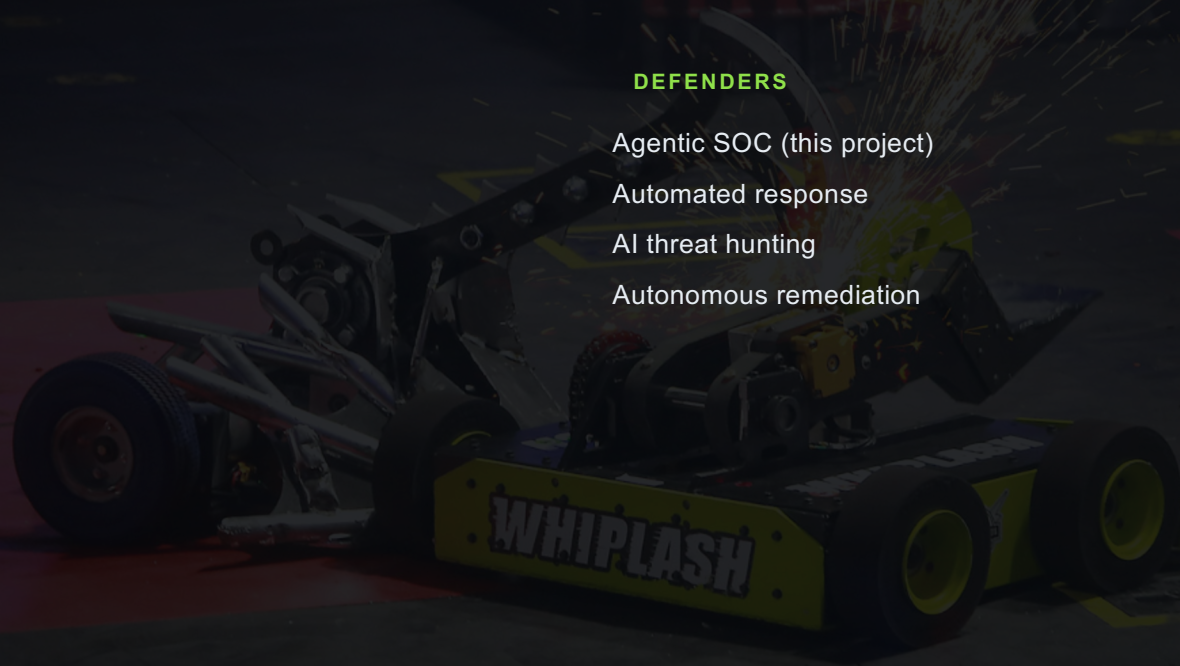 DEFENDERS
Agentic SOC (this project)
Automated response
AI threat hunting
Autonomous remediation
WHIPLASH